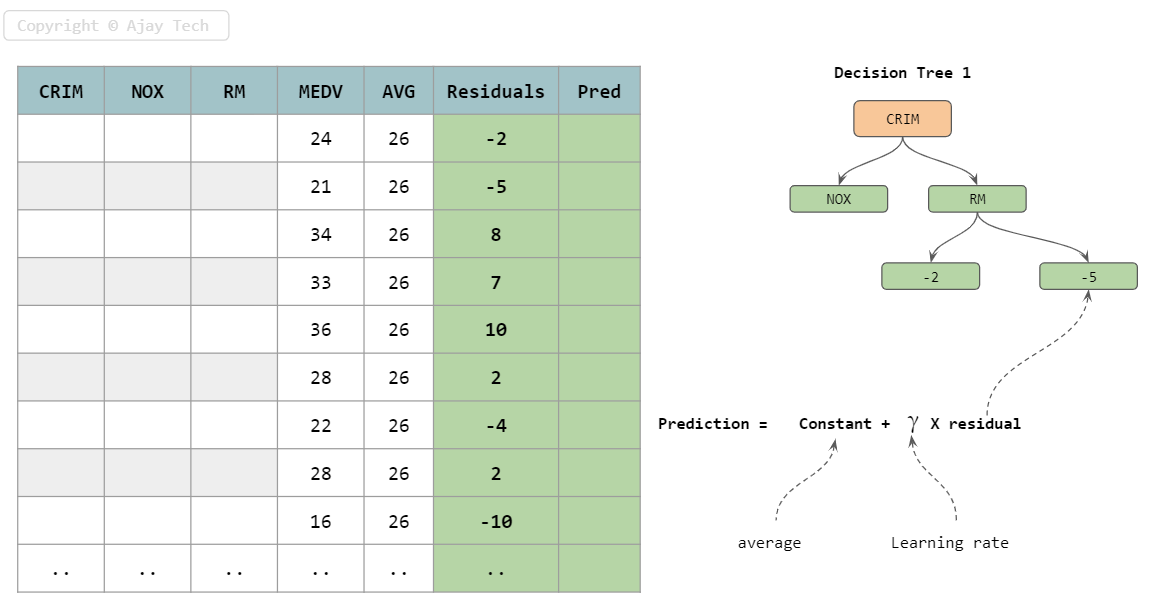 Copyright © Ajay Tech
CRIM NOX RM MEDV AVG Residuals Pred
24 26 -2
21 26 -5
34 26 8
33 26 7
36 26 10
28 26 2
22 26 -4
28 26 2
16 26 -10
.. .. .. .. .. ..
Decision Tree 1
CRIM
NOX RM
-2 -5
Prediction = Constant + γ X residual
average Learning rate